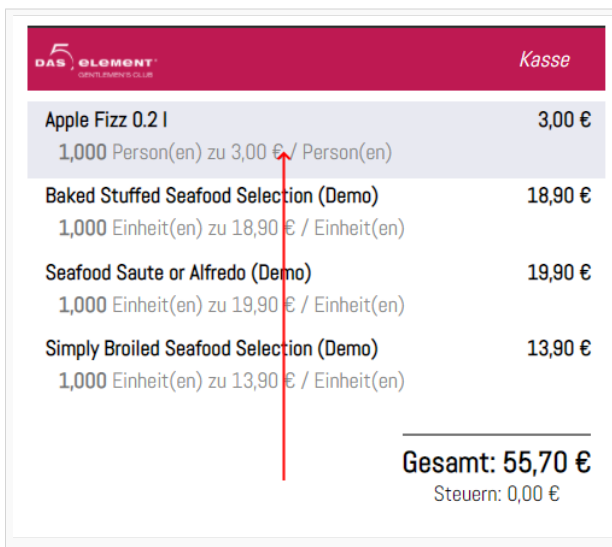 DAS 5 ELEMENT
GENTLEMEN'S CLUB
Kasse
Apple Fizz 0.2 l 3,00 €
1,000 Person(en) zu 3,00 € / Person(en)
Baked Stuffed Seafood Selection (Demo) 18,90 €
1,000 Einheit(en) zu 18,90 € / Einheit(en)
Seafood Saute or Alfredo (Demo) 19,90 €
1,000 Einheit(en) zu 19,90 € / Einheit(en)
Simply Broiled Seafood Selection (Demo) 13,90 €
1,000 Einheit(en) zu 13,90 € / Einheit(en)
Gesamt: 55,70 €
Steuern: 0,00 €